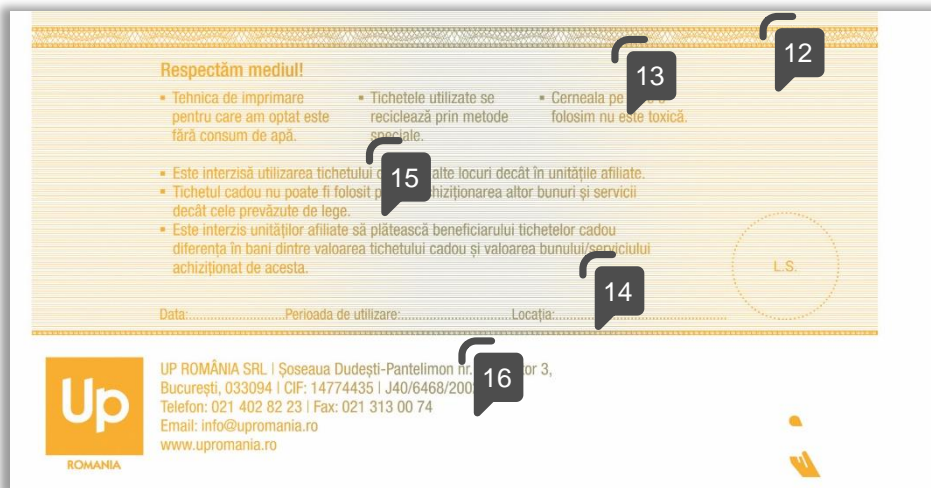 12
13
Respectăm mediul!
▪ Tehnica de imprimare
pentru care am optat este
fără consum de apă.
▪ Tichetele utilizate se
reciclează prin metode
speciale.
▪ Cerneala pe
folosim nu este toxică.
15
▪ Este interzisă utilizarea tichetului alte locuri decât în unitățile afiliate.
▪ Tichetul cadou nu poate fi folosit achiziționarea altor bunuri și servicii
decât cele prevăzute de lege.
▪ Este interzis unităților afiliate să plătească beneficiarului tichetelor cadou
diferența în bani dintre valoarea tichetului cadou și valoarea bunului/serviciului
achiziționat de acesta.
L.S.
14
Data:.......................Perioada de utilizare:..........................Locația:..........................................
16
Up
ROMANIA
UP ROMÂNIA SRL | Șoseaua Dudești-Pantelimon nr. 3,
București, 033094 | CIF: 14774435 |
Telefon: 021 402 82 23 | Fax: 021 313 00 74
Email: info@upromania.ro
www.upromania.ro